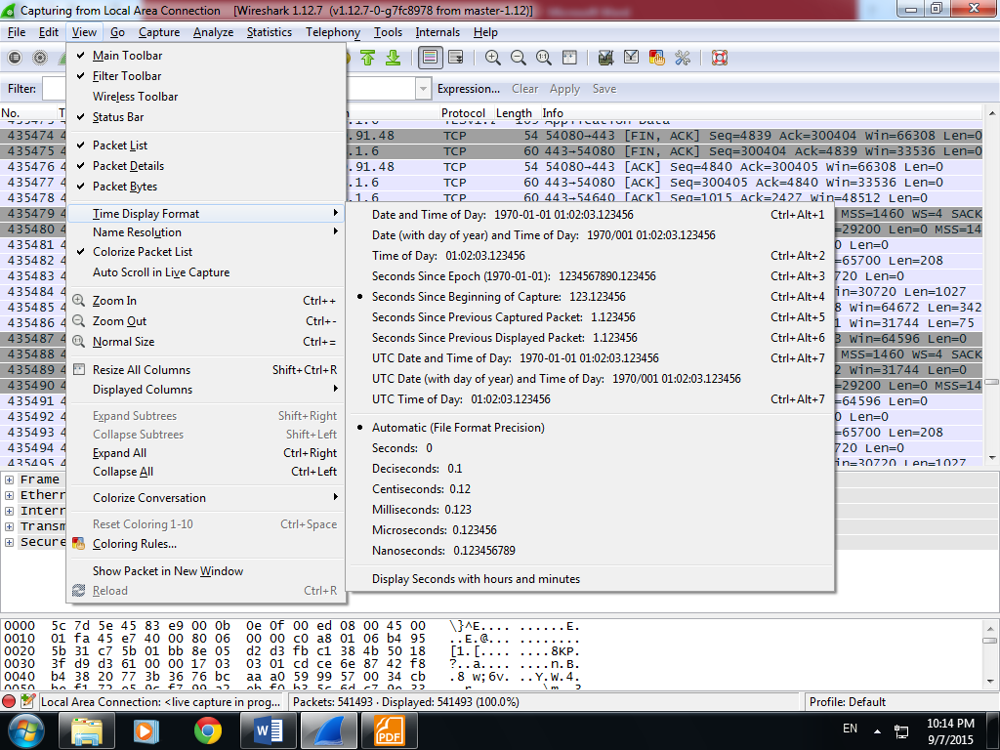 Capturing from Local Area Connection [Wireshark 1.12.7 (v1.12.7-0-g7fc8978 from master-1.12)]
File Edit View Go Capture Analyze Statistics Telephony Tools Internals Help
Filter: Expression... Clear Apply Save
No. Protocol Length Info
Main Toolbar
Filter Toolbar
Wireless Toolbar
Status Bar
Packet List
Packet Details
Packet Bytes
Time Display Format
Name Resolution
Colorize Packet List
Auto Scroll in Live Capture
Zoom In Ctrl++
Zoom Out Ctrl+-
Normal Size Ctrl+=
Resize All Columns Shift+Ctrl+R
Displayed Columns
Expand Subtrees Shift+Right
Collapse Subtrees Shift+Left
Expand All Ctrl+Right
Collapse All Ctrl+Left
Colorize Conversation
Reset Coloring 1-10 Ctrl+Space
Coloring Rules...
Show Packet in New Window
Reload Ctrl+R
Date and Time of Day: 1970-01-01 01:02:03.123456 Ctrl+Alt+1
Date (with day of year) and Time of Day: 1970/001 01:02:03.123456
Time of Day: 01:02:03.123456 Ctrl+Alt+2
Seconds Since Epoch (1970-01-01): 1234567890.123456 Ctrl+Alt+3
Seconds Since Beginning of Capture: 123.123456 Ctrl+Alt+4
Seconds Since Previous Captured Packet: 1.123456 Ctrl+Alt+5
Seconds Since Previous Displayed Packet: 1.123456 Ctrl+Alt+6
UTC Date and Time of Day: 1970-01-01 01:02:03.123456 Ctrl+Alt+7
UTC Date (with day of year) and Time of Day: 1970/001 01:02:03.123456
UTC Time of Day: 01:02:03.123456 Ctrl+Alt+7
Automatic (File Format Precision)
Seconds: 0
Deciseconds: 0.1
Centiseconds: 0.12
Milliseconds: 0.123
Microseconds: 0.123456
Nanoseconds: 0.123456789
Display Seconds with hours and minutes
435474 4 .91.48 TCP 54 54080→443 [FIN, ACK] Seq=4839 Ack=300404 Win=66308 Len=0
435475 4 .1.6 TCP 60 443→54080 [FIN, ACK] Seq=300404 Ack=4839 Win=33536 Len=0
435476 4 .91.48 TCP 54 54080→443 [ACK] Seq=4840 Ack=300405 Win=66308 Len=0
435477 4 .1.6 TCP 60 443→54080 [ACK] Seq=300405 Ack=4840 Win=33536 Len=0
435478 4 .1.6 TCP 60 443→54640 [ACK] Seq=1015 Ack=2427 Win=48512 Len=0
435479 4 MSS=1460 WS=4 SACK
435480 4 =29200 Len=0 MSS=14
435481 4 Len=0
435482 4 =65700 Len=208
435483 4 720 Len=0
435484 4 n=30720 Len=1027
435485 4 8 Win=64672 Len=342
435486 4 1 Win=31744 Len=75
435487 4 3 Win=64596 Len=0
435488 4 MSS=1460 WS=4 SACK
435489 4 2 Win=31744 Len=0
435490 4 =29200 Len=0 MSS=14
435491 4 =64596 Len=0
435492 4 Len=0
435493 4 =65700 Len=208
435494 4 720 Len=0
435495 4 n=30720 Len=1027
Frame
Ethern
Intern
Transm
Secure
0000 5c 7d 5e 45 83 e9 00 0b 0e 0f 00 ed 08 00 45 00 \}^E.... ......E.
0010 01 fa 45 e7 40 00 80 06 00 00 c0 a8 01 06 b4 95 ..E.@... ........
0020 5b 31 c7 5b 01 bb 8e 05 d2 d3 fb c1 38 4b 50 18 [1.[.... ....8KP.
0030 3f d9 d3 61 00 00 17 03 03 01 cd ce 6e 87 42 f8 ?..a.... ....n.B.
0040 b4 38 20 77 3b 36 76 bc aa a0 59 99 57 00 34 cb .8 w;6v. ..Y.W.4.
Local Area Connection: <live capture in prog... Packets: 541493 · Displayed: 541493 (100.0%) Profile: Default
EN
10:14 PM
9/7/2015
PDF